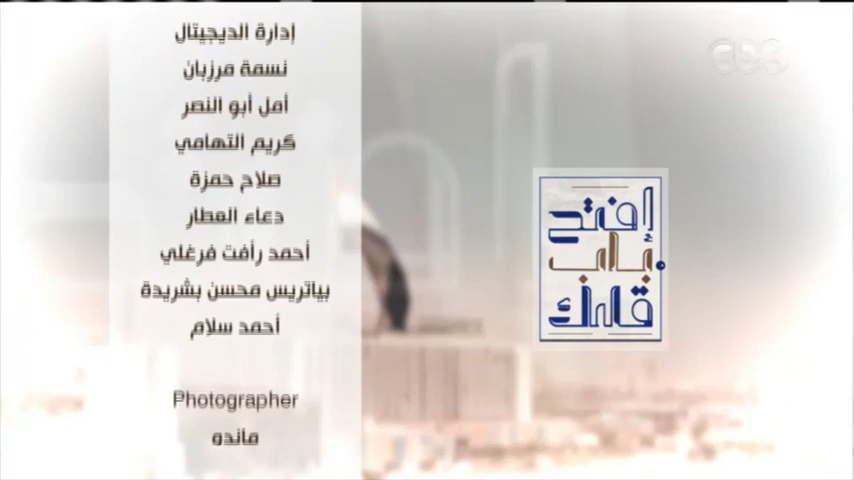 إدارة الديجيتال
نسمة مرزبان
أمل أبو النصر
كريم التهامي
صلاح حمزة
دعاء العطار
أحمد رأفت فرغلي
بياتريس محسن بشريدة
أحمد سلام
Photographer
ماندو
cbc
إفتح
باب
قلبك